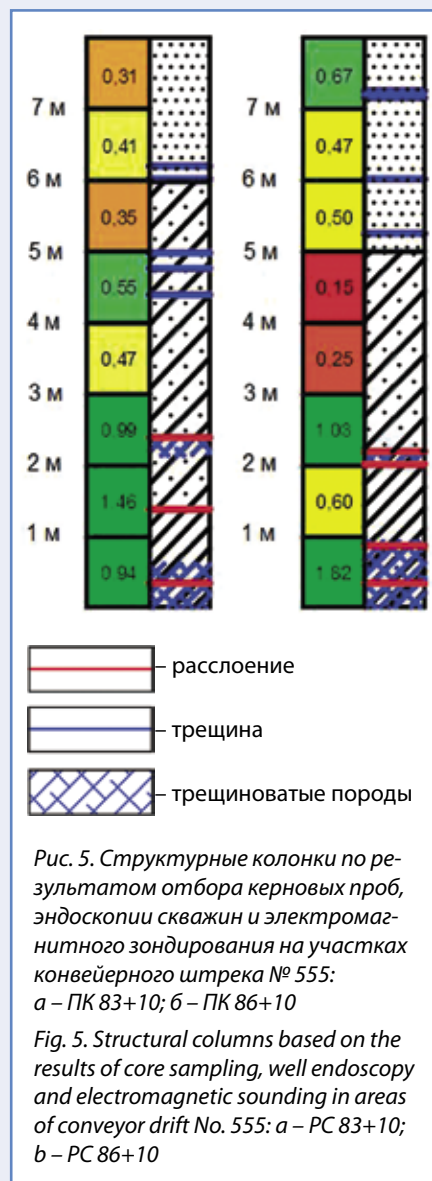 0,31 0,67
7 м 7 м
0,41 0,47
6 м 6 м
0,35 0,50
5 м 5 м
0,55 0,15
4 м 4 м
0,47 0,25
3 м 3 м
0,99 1,03
2 м 2 м
1,46 0,60
1 м 1 м
0,94 1,62
– расслоение
– трещина
– трещиноватые породы
Рис. 5. Структурные колонки по ре-
зультатом отбора керновых проб,
эндоскопии скважин и электромаг-
нитного зондирования на участках
конвейерного штрека № 555:
а – ПК 83+10; б – ПК 86+10
Fig. 5. Structural columns based on the
results of core sampling, well endoscopy
and electromagnetic sounding in areas
of conveyor drift No. 555: a – PC 83+10;
b – PC 86+10